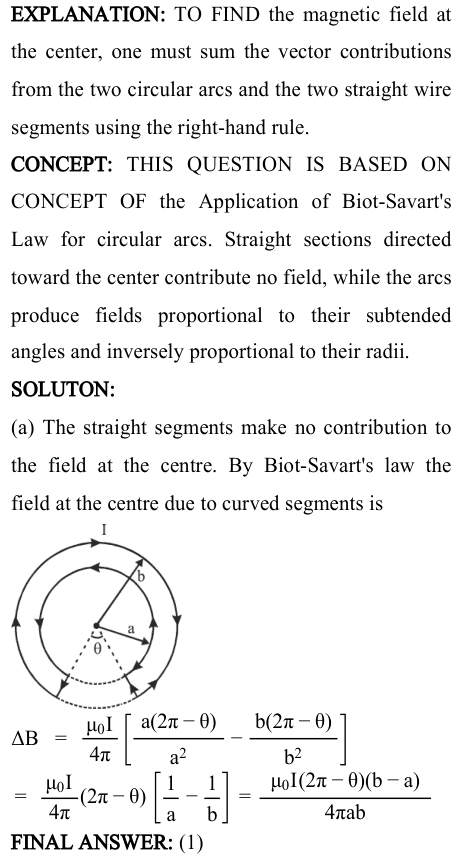 EXPLANATION: TO FIND the magnetic field at
the center, one must sum the vector contributions
from the two circular arcs and the two straight wire
segments using the right-hand rule.
CONCEPT: THIS QUESTION IS BASED ON
CONCEPT OF the Application of Biot-Savart's
Law for circular arcs. Straight sections directed
toward the center contribute no field, while the arcs
produce fields proportional to their subtended
angles and inversely proportional to their radii.
SOLUTON:
(a) The straight segments make no contribution to
the field at the centre. By Biot-Savart's law the
field at the centre due to curved segments is
I
b
a
θ
ΔB = μ₀I/4π [ a(2π − θ)/a² − b(2π − θ)/b² ]
= μ₀I/4π (2π − θ) [ 1/a − 1/b ] = μ₀I(2π − θ)(b − a)/4πab
FINAL ANSWER: (1)